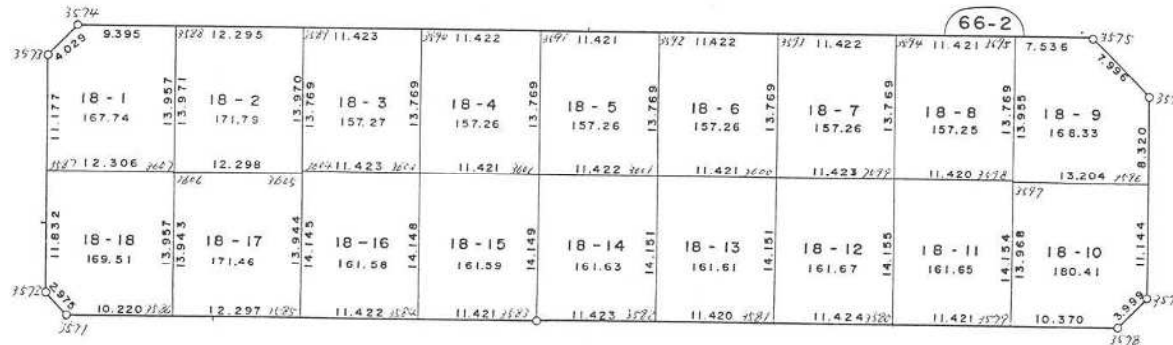 3574
66-2
3575
9.395 3588 12.295 3589 11.423 3590 11.422 3591 11.421 3592 11.422 3593 11.422 3594 11.421 3595 7.536
3573 4.029 7.996
11.177 13.957 13.971 13.970 13.769 13.769 13.769 13.769 13.769 13.769 13.955 8.320
18-1 18-2 18-3 18-4 18-5 18-6 18-7 18-8 18-9
167.74 171.79 157.27 157.26 157.26 157.26 157.26 157.25 168.33
3587 12.306 3607 12.298 3604 11.423 11.421 11.422 3601 11.421 3600 11.423 3599 11.420 3598 13.204 3596
3606 3605 3597
11.832 13.957 13.943 13.944 14.145 14.148 14.149 14.151 14.151 14.155 14.154 13.968 11.144
18-18 18-17 18-16 18-15 18-14 18-13 18-12 18-11 18-10
169.51 171.46 161.58 161.59 161.63 161.61 161.67 161.65 180.41
3572 2.975 3.999
10.220 3586 12.297 3585 11.422 3584 11.421 3583 11.423 3582 11.420 3581 11.424 3580 11.421 3579 10.370
3571 3578